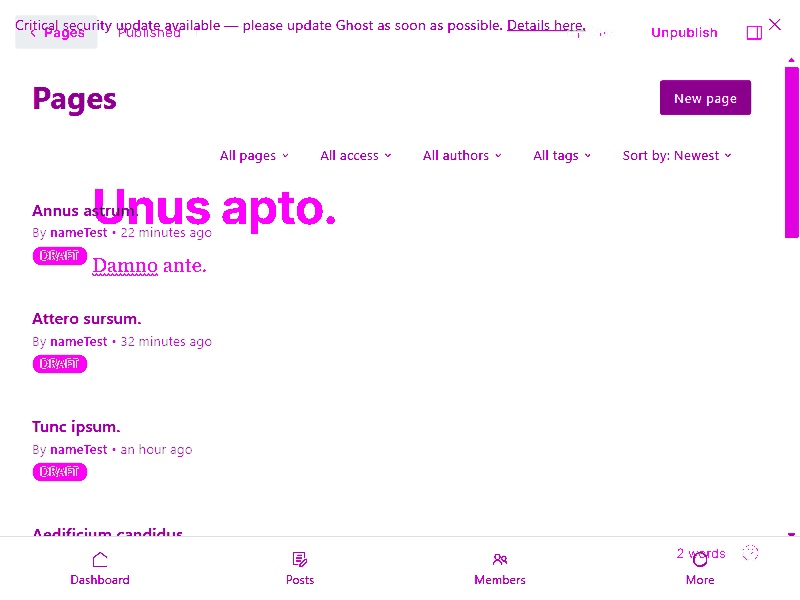 Critical security update available — please update Ghost as soon as possible. Details here.
Pages
Published
Unpublish
Pages
New page
All pages
All access
All authors
All tags
Sort by: Newest
Unus apto.
Annus astrum.
By nameTest • 22 minutes ago
DRAFT
Damno ante.
Attero sursum.
By nameTest • 32 minutes ago
DRAFT
Tunc ipsum.
By nameTest • an hour ago
DRAFT
Aedificium candidus.
2 words
Dashboard
Posts
Members
More